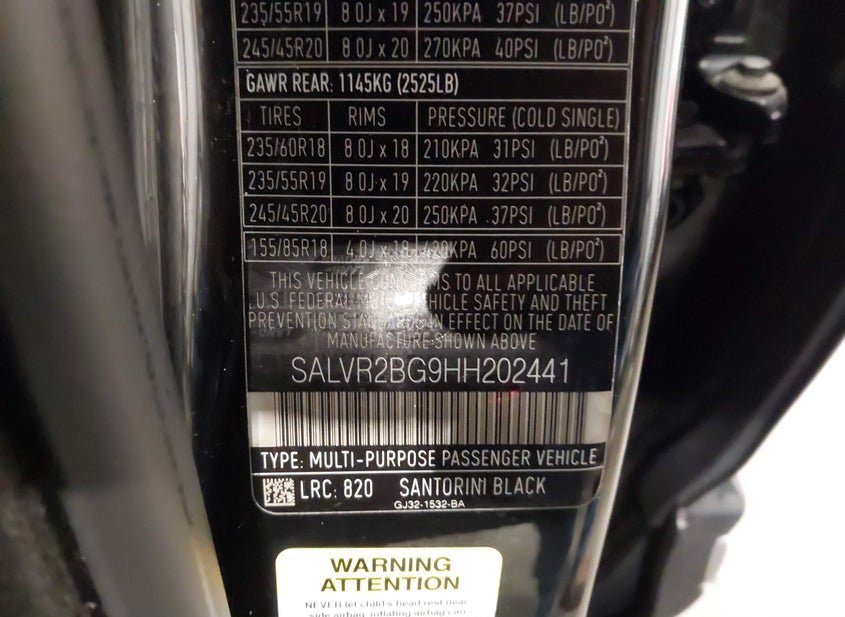 235/55R19 8.0J x 19 250KPA 37PSI (LB/PO²)
245/45R20 8.0J x 20 270KPA 40PSI (LB/PO²)
GAWR REAR: 1145KG (2525LB)
TIRES RIMS PRESSURE (COLD SINGLE)
235/60R18 8.0J x 18 210KPA 31PSI (LB/PO²)
235/55R19 8.0J x 19 220KPA 32PSI (LB/PO²)
245/45R20 8.0J x 20 250KPA 37PSI (LB/PO²)
155/85R18 4.0J x 18 420KPA 60PSI (LB/PO²)
THIS VEHICLE TO ALL APPLICABLE
U.S. FEDERAL VEHICLE SAFETY AND THEFT
PREVENTION STANDARDS IN EFFECT ON THE DATE OF
MANUFACTURE SHOWN ABOVE
SALVR2BG9HH202441
TYPE: MULTI-PURPOSE PASSENGER VEHICLE
LRC: 820 SANTORINI BLACK
GJ32-1532-BA
WARNING
ATTENTION
NEVER let child's head rest near
side airbag, inflating airbag can